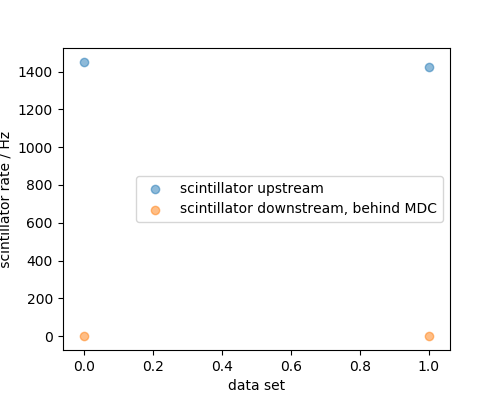 1400
1200
1000
800
600
400
200
0
scintillator rate / Hz
scintillator upstream
scintillator downstream, behind MDC
0.0 0.2 0.4 0.6 0.8 1.0
data set